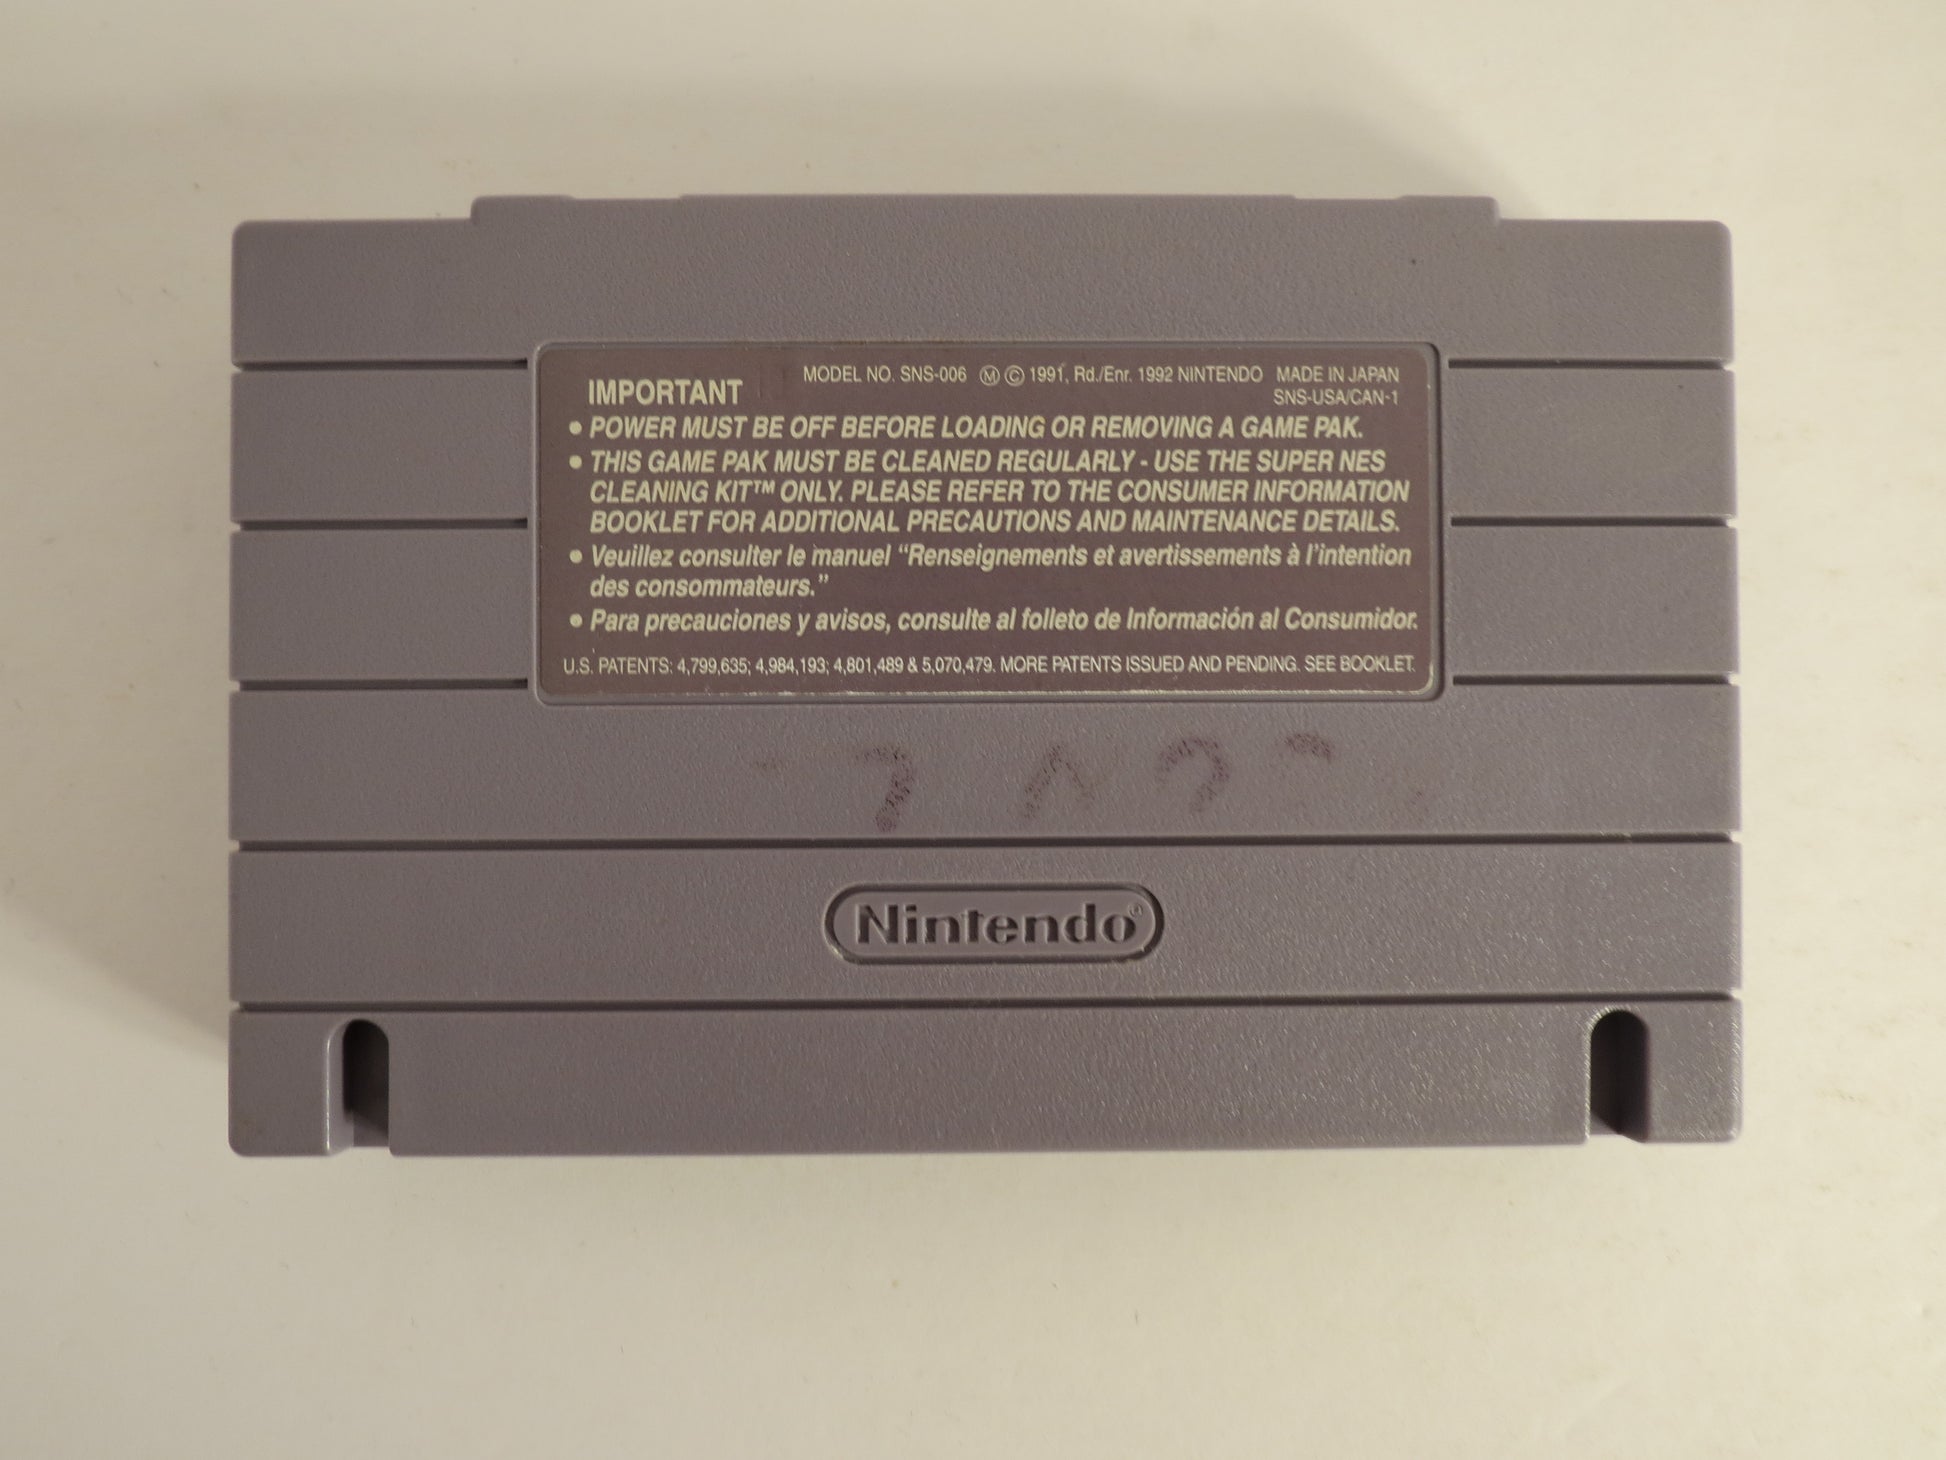 MODEL NO. SNS-006 Ⓜ © 1991, Rd./Enr. 1992 NINTENDO MADE IN JAPAN
IMPORTANT SNS-USA/CAN-1
• POWER MUST BE OFF BEFORE LOADING OR REMOVING A GAME PAK.
• THIS GAME PAK MUST BE CLEANED REGULARLY - USE THE SUPER NES
CLEANING KIT™ ONLY. PLEASE REFER TO THE CONSUMER INFORMATION
BOOKLET FOR ADDITIONAL PRECAUTIONS AND MAINTENANCE DETAILS.
• Veuillez consulter le manuel “Renseignements et avertissements à l’intention
des consommateurs.”
• Para precauciones y avisos, consulte al folleto de Información al Consumidor.
U.S. PATENTS: 4,799,635; 4,984,193; 4,801,489 & 5,070,479. MORE PATENTS ISSUED AND PENDING. SEE BOOKLET.
Nintendo®